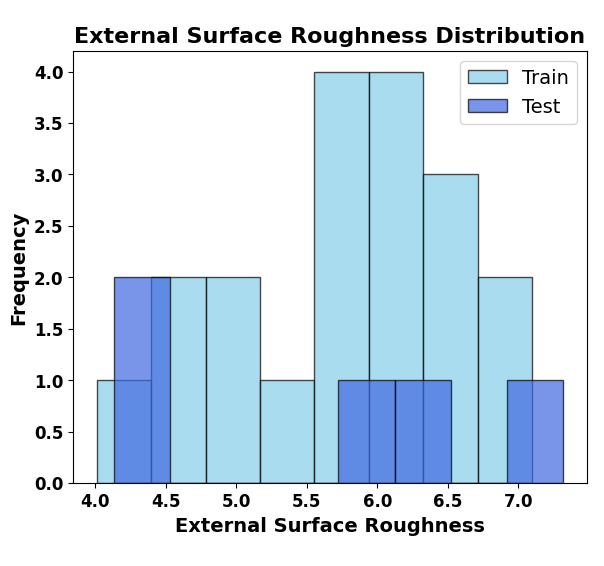 External Surface Roughness Distribution
Train
Test
Frequency
4.0
3.5
3.0
2.5
2.0
1.5
1.0
0.5
0.0
4.0 4.5 5.0 5.5 6.0 6.5 7.0
External Surface Roughness